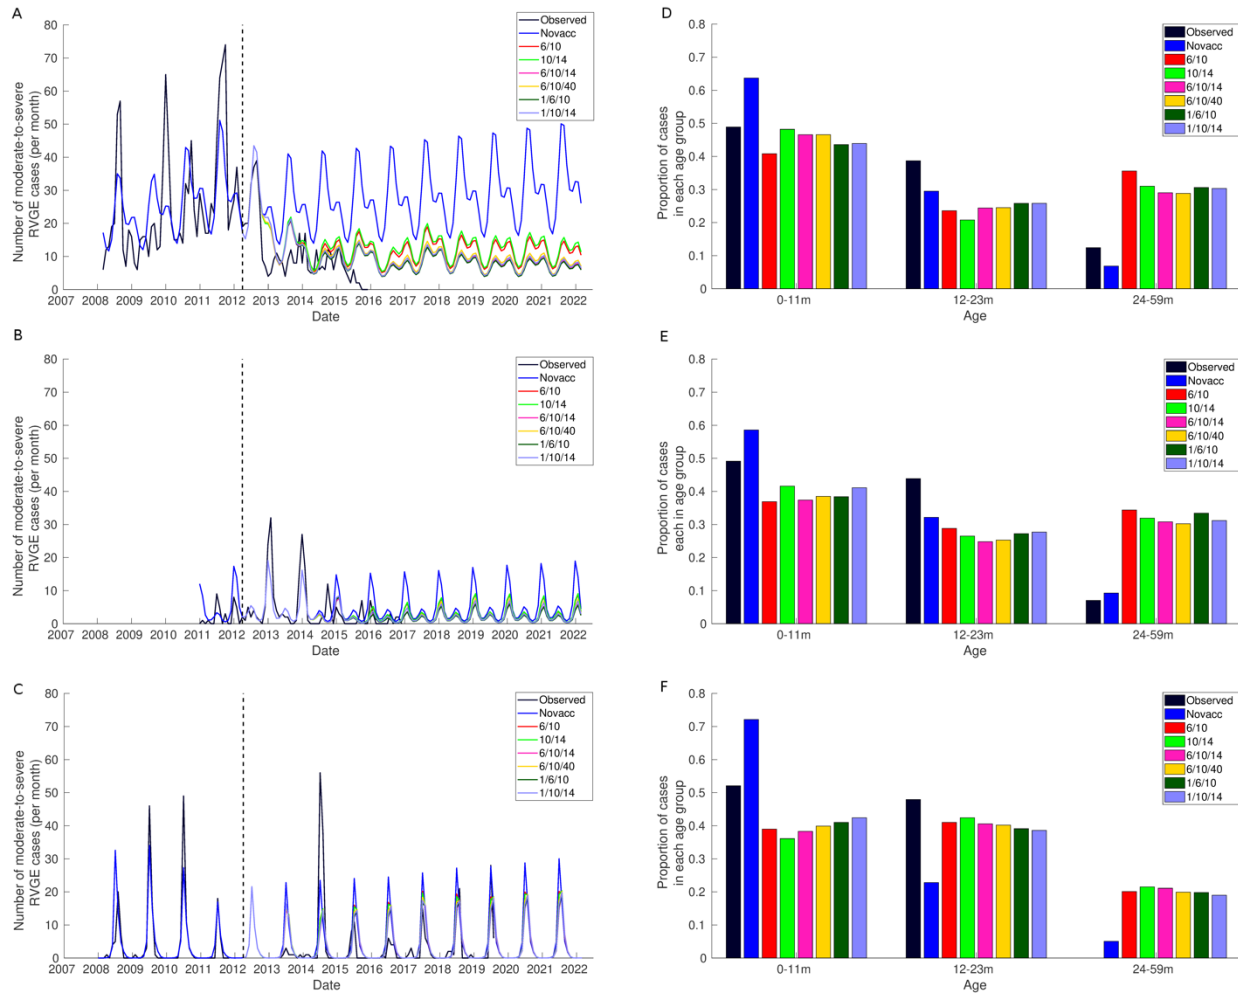 A
Number of moderate-to-severe
RVGE cases (per month)
80
70
60
50
40
30
20
10
0
2007 2008 2009 2010 2011 2012 2013 2014 2015 2016 2017 2018 2019 2020 2021 2022
Date
Observed
Novacc
6/10
10/14
6/10/14
6/10/40
1/6/10
1/10/14
D
Proportion of cases
in each age group
0.8
0.7
0.6
0.5
0.4
0.3
0.2
0.1
0
0-11m 12-23m 24-59m
Age
Observed
Novacc
6/10
10/14
6/10/14
6/10/40
1/6/10
1/10/14
B
Number of moderate-to-severe
RVGE cases (per month)
80
70
60
50
40
30
20
10
0
2007 2008 2009 2010 2011 2012 2013 2014 2015 2016 2017 2018 2019 2020 2021 2022
Date
Observed
Novacc
6/10
10/14
6/10/14
6/10/40
1/6/10
1/10/14
E
Proportion of cases
each in age group
0.8
0.7
0.6
0.5
0.4
0.3
0.2
0.1
0
0-11m 12-23m 24-59m
Age
Observed
Novacc
6/10
10/14
6/10/14
6/10/40
1/6/10
1/10/14
C
Number of moderate-to-severe
RVGE cases (per month)
80
70
60
50
40
30
20
10
0
2007 2008 2009 2010 2011 2012 2013 2014 2015 2016 2017 2018 2019 2020 2021 2022
Date
Observed
Novacc
6/10
10/14
6/10/14
6/10/40
1/6/10
1/10/14
F
Proportion of cases
in each age group
0.8
0.7
0.6
0.5
0.4
0.3
0.2
0.1
0
0-11m 12-23m 24-59m
Age
Observed
Novacc
6/10
10/14
6/10/14
6/10/40
1/6/10
1/10/14